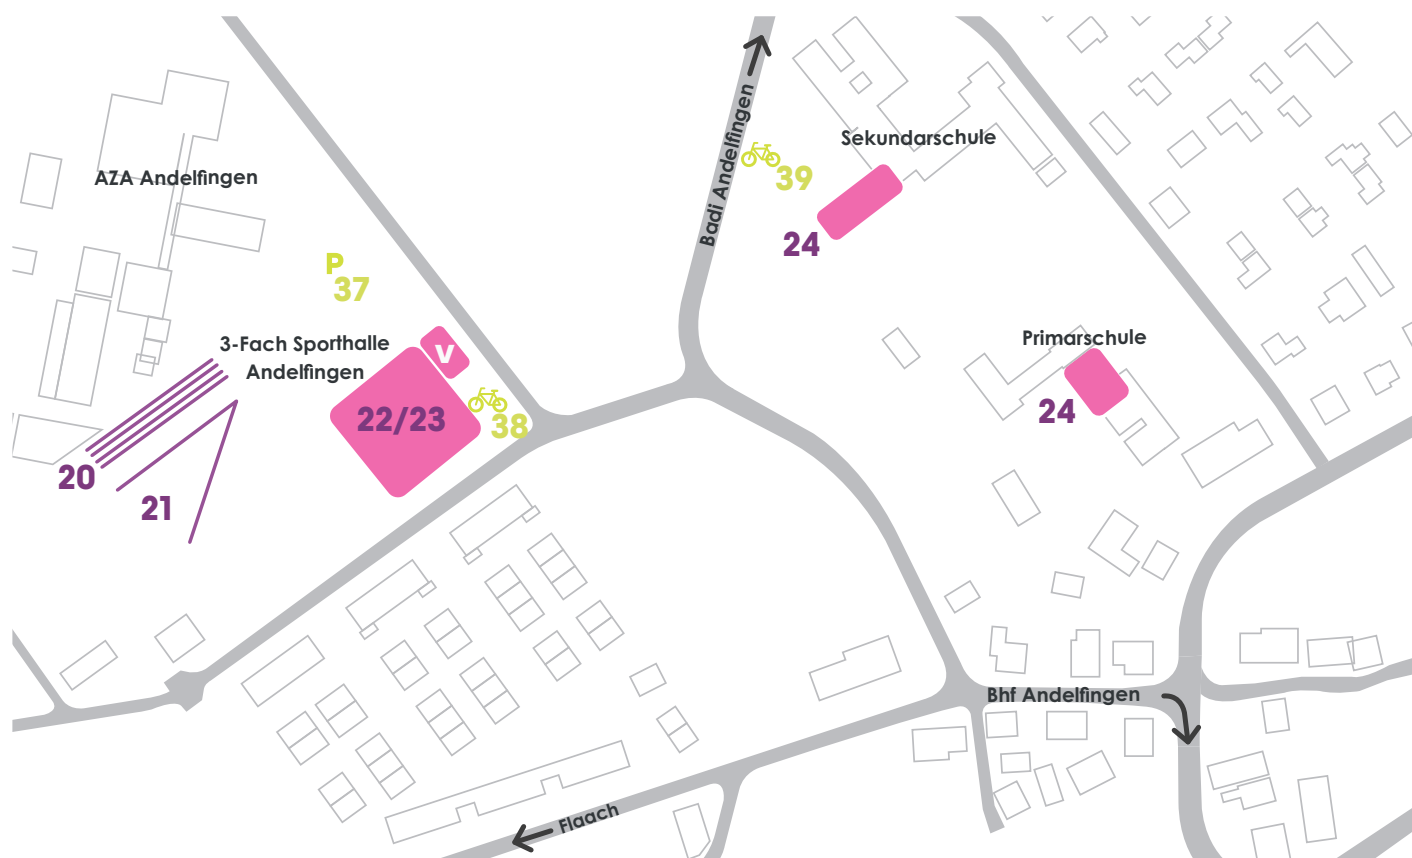 Badi Andelfingen
Sekundarschule
39
24
AZA Andelfingen
P
37
3-Fach Sporthalle
Andelfingen
V
22/23
38
20
21
Primarschule
24
Bhf Andelfingen
Flaach